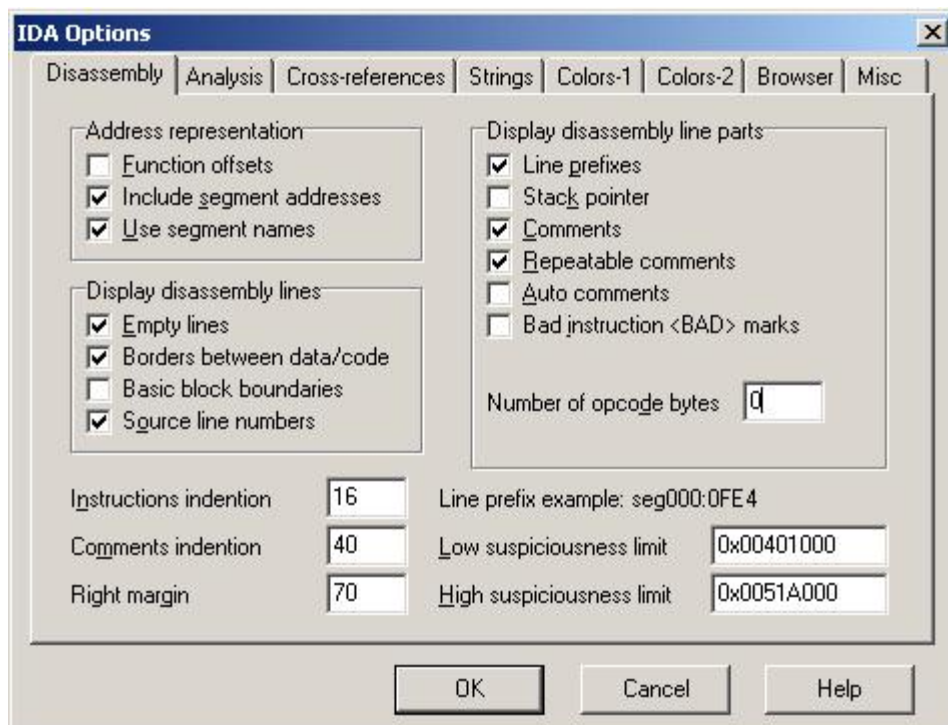 IDA Options
Disassembly Analysis Cross-references Strings Colors-1 Colors-2 Browser Misc
Address representation
Function offsets
Include segment addresses
Use segment names
Display disassembly lines
Empty lines
Borders between data/code
Basic block boundaries
Source line numbers
Display disassembly line parts
Line prefixes
Stack pointer
Comments
Repeatable comments
Auto comments
Bad instruction <BAD> marks
Number of opcode bytes 0
Instructions indention 16
Comments indention 40
Right margin 70
Line prefix example: seg000:0FE4
Low suspiciousness limit 0x00401000
High suspiciousness limit 0x0051A000
OK Cancel Help